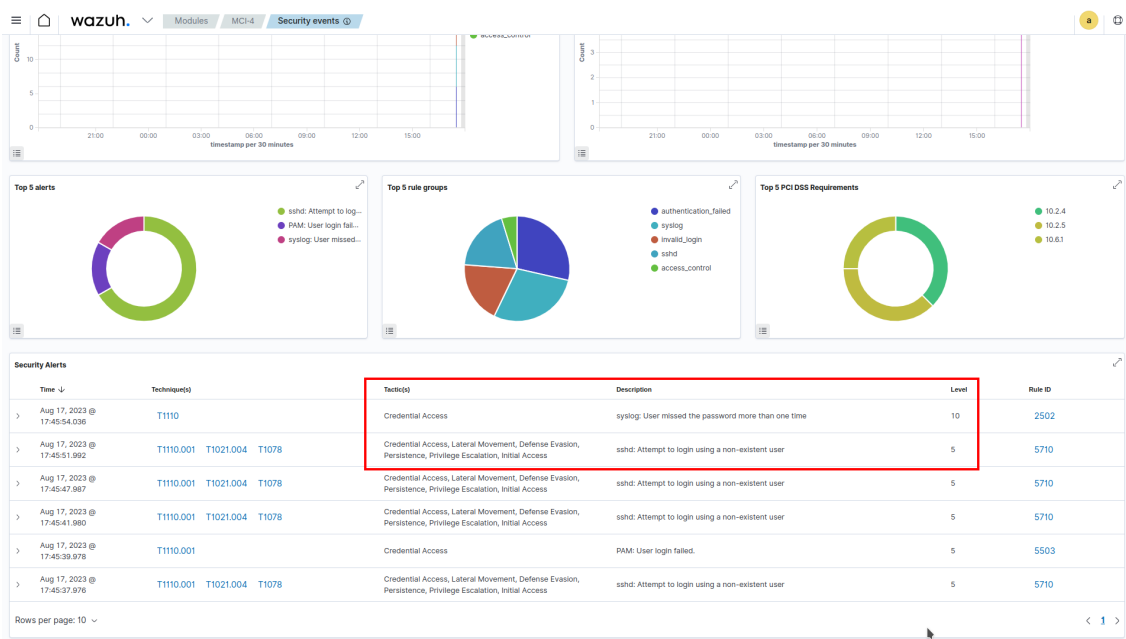 wazuh. Modules MCI-4 Security events a
Count
10
5
0
21:00 00:00 03:00 06:00 09:00 12:00 15:00
timestamp per 30 minutes
access_control
Count
3
2
1
0
21:00 00:00 03:00 06:00 09:00 12:00 15:00
timestamp per 30 minutes
Top 5 alerts
sshd: Attempt to log...
PAM: User login fail...
syslog: User missed...
Top 5 rule groups
authentication_failed
syslog
invalid_login
sshd
access_control
Top 5 PCI DSS Requirements
10.2.4
10.2.5
10.6.1
Security Alerts
Time Technique(s) Tactic(s) Description Level Rule ID
Aug 17, 2023 @
17:45:54.036
T1110 Credential Access syslog: User missed the password more than one time 10 2502
Aug 17, 2023 @
17:45:51.992
T1110.001 T1021.004 T1078
Credential Access, Lateral Movement, Defense Evasion,
Persistence, Privilege Escalation, Initial Access
sshd: Attempt to login using a non-existent user 5 5710
Aug 17, 2023 @
17:45:47.987
T1110.001 T1021.004 T1078
Credential Access, Lateral Movement, Defense Evasion,
Persistence, Privilege Escalation, Initial Access
sshd: Attempt to login using a non-existent user 5 5710
Aug 17, 2023 @
17:45:41.980
T1110.001 T1021.004 T1078
Credential Access, Lateral Movement, Defense Evasion,
Persistence, Privilege Escalation, Initial Access
sshd: Attempt to login using a non-existent user 5 5710
Aug 17, 2023 @
17:45:39.978
T1110.001 Credential Access PAM: User login failed. 5 5503
Aug 17, 2023 @
17:45:37.976
T1110.001 T1021.004 T1078
Credential Access, Lateral Movement, Defense Evasion,
Persistence, Privilege Escalation, Initial Access
sshd: Attempt to login using a non-existent user 5 5710
Rows per page: 10 < 1 >